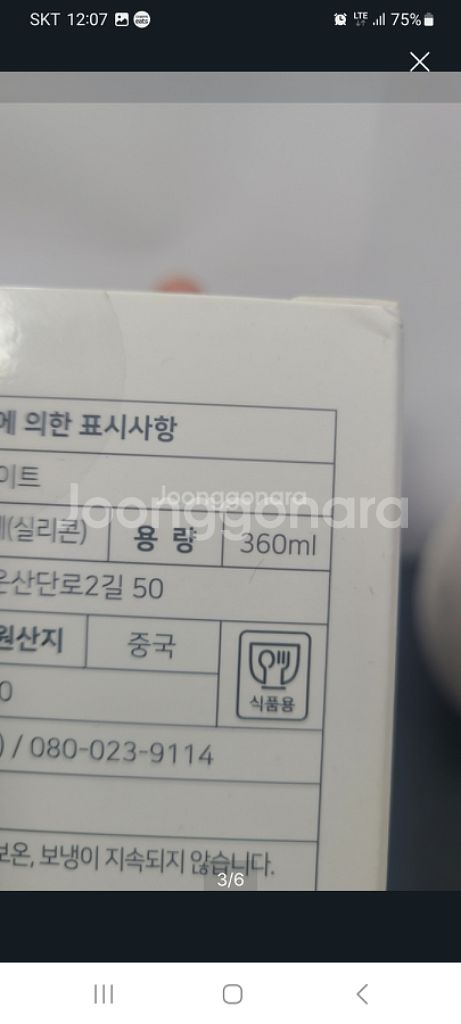 SKT 12:07
LTE
75%
에 의한 표시사항
이트
Joonggonara
Joonggonara
(실리콘) 용 량 360ml
산단로2길 50
원산지 중국
식품용
0
) / 080-023-9114
보온, 보냉이 지속되지 않습니다.
3/6